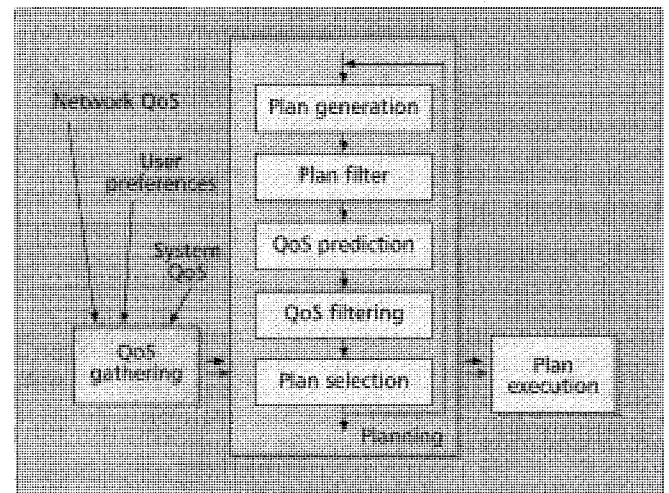 Network QoS
User
preferences
System
QoS
QoS
gathering
Plan generation
Plan filter
QoS prediction
QoS filtering
Plan selection
Planning
Plan
execution